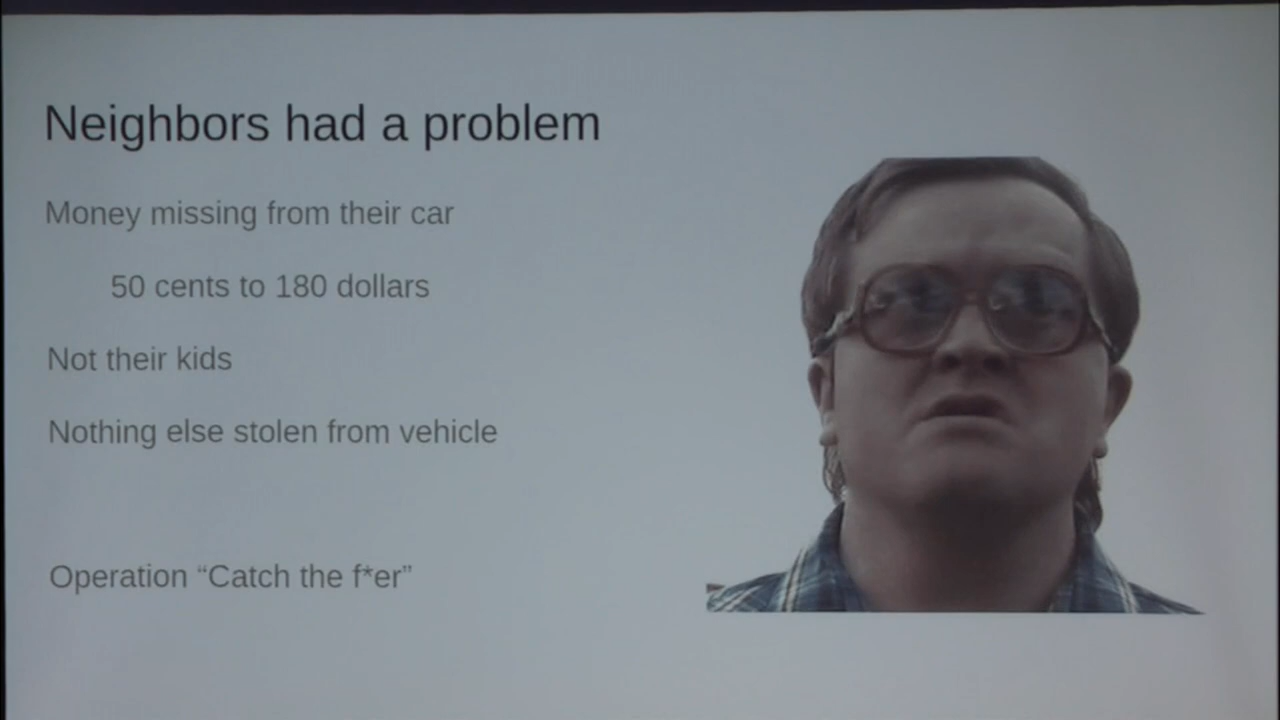 Neighbors had a problem
Money missing from their car
50 cents to 180 dollars
Not their kids
Nothing else stolen from vehicle
Operation “Catch the f*er”